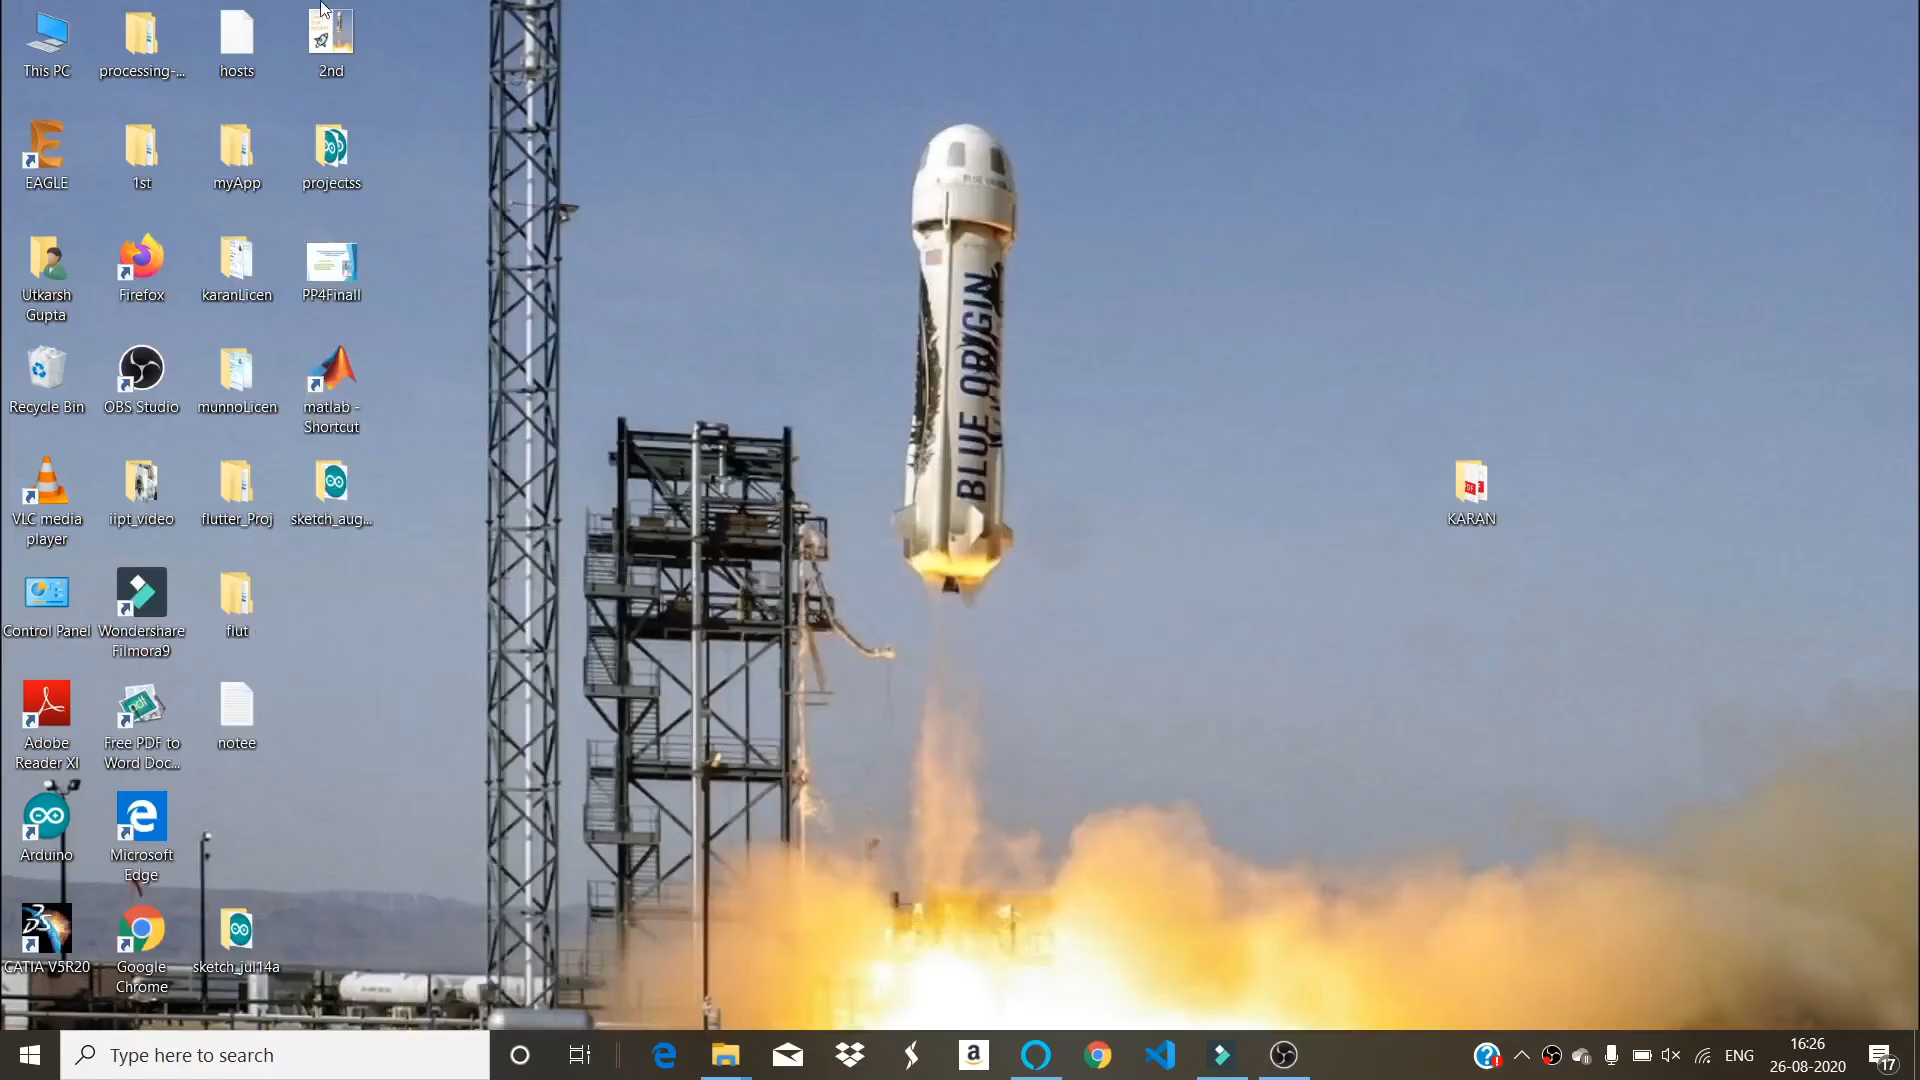 This PC
processing-...
hosts
2nd
EAGLE
1st
myApp
projectss
Utkarsh
Gupta
Firefox
karanLicen
PP4Finall
Recycle Bin
OBS Studio
munnoLicen
matlab -
Shortcut
VLC media
player
iipt_video
flutter_Proj
sketch_aug...
KARAN
Control Panel
Wondershare
Filmora9
flut
Adobe
Reader XI
Free PDF to
Word Doc...
notee
Arduino
Microsoft
Edge
CATIA V5R20
Google
Chrome
sketch_jul14a
BLUE ORIGIN
Type here to search
ENG
16:26
26-08-2020
17